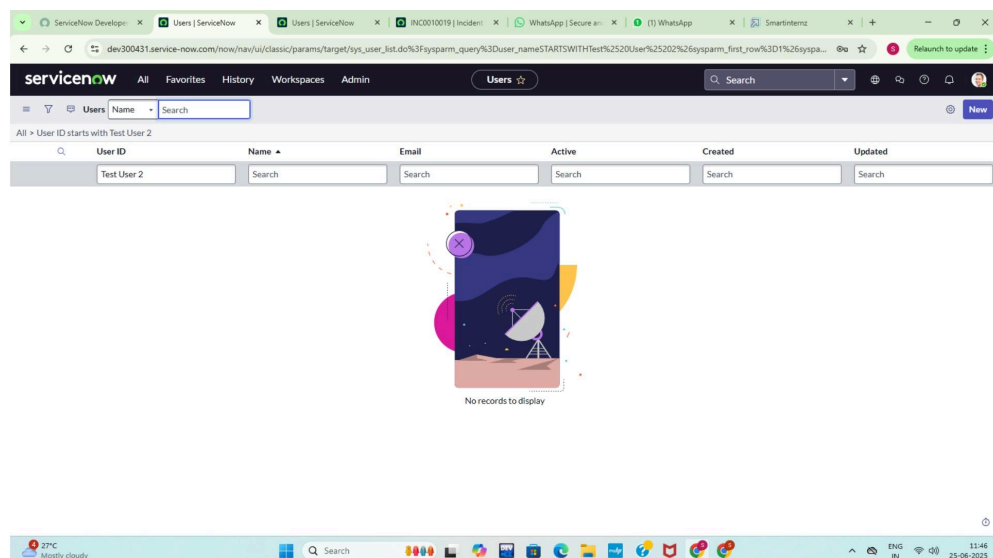 ServiceNow Developer
Users | ServiceNow
Users | ServiceNow
INC0010019 | Incident
WhatsApp | Secure an
(1) WhatsApp
Smartinternz
dev300431.service-now.com/now/nav/ui/classic/params/target/sys_user_list.do%3Fsysparm_query%3Duser_nameSTARTSWITHTest%2520User%25202%26sysparm_first_row%3D1%26syspa...
S
Relaunch to update
servicenow All Favorites History Workspaces Admin Users Search
Users Name Search New
All > User ID starts with Test User 2
User ID Name Email Active Created Updated
Test User 2 Search Search Search Search Search
No records to display
4 27°C
Mostly cloudy
Search
ENG
IN
11:46
25-06-2025